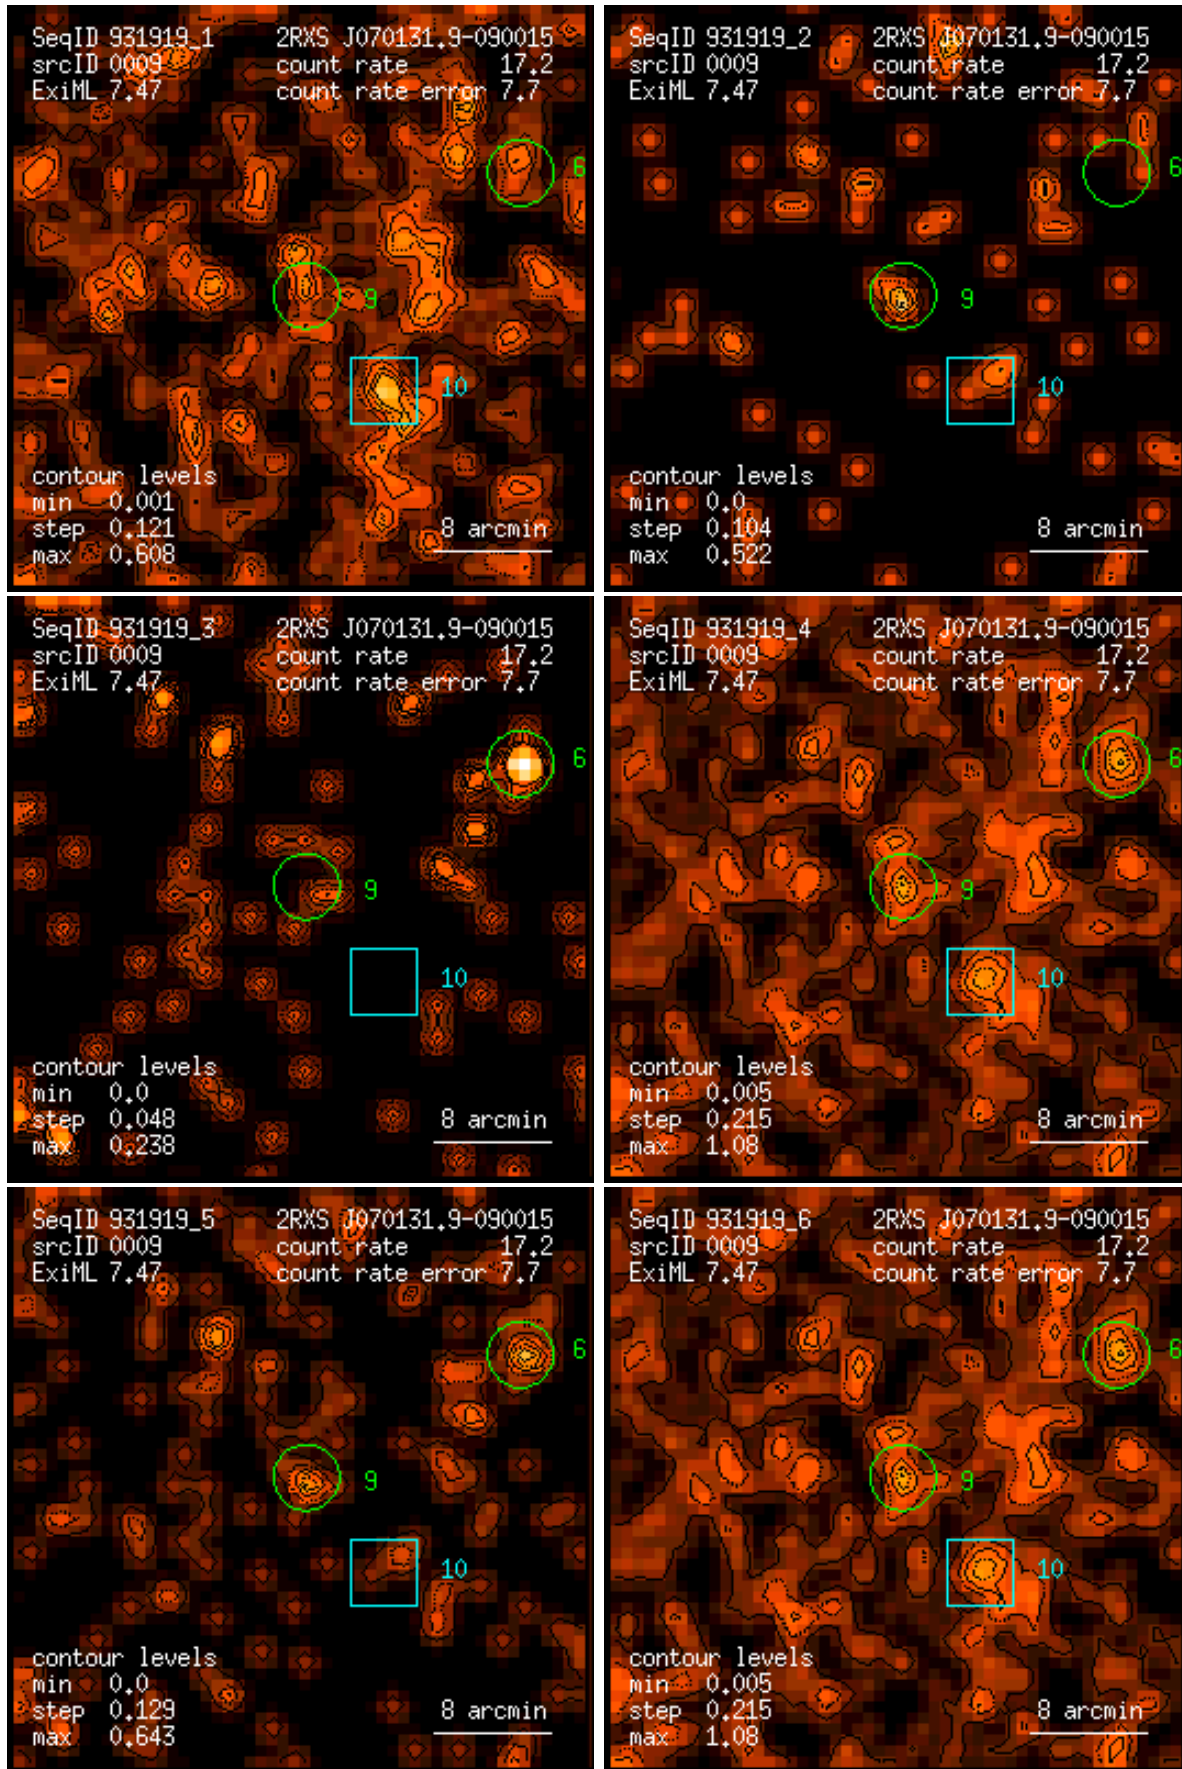 SeqID 931919_1 2RXS J070131.9-090015
srcID 0009 count rate 17.2
ExiML 7.47 count rate error 7.7
6
9
10
contour levels
min 0.001
step 0.121 8 arcmin
max 0.608
SeqID 931919_2 2RXS J070131.9-090015
srcID 0009 count rate 17.2
ExiML 7.47 count rate error 7.7
6
9
10
contour levels
min 0.0
step 0.104 8 arcmin
max 0.522
SeqID 931919_3 2RXS J070131.9-090015
srcID 0009 count rate 17.2
ExiML 7.47 count rate error 7.7
6
9
10
contour levels
min 0.0
step 0.048 8 arcmin
max 0.238
SeqID 931919_4 2RXS J070131.9-090015
srcID 0009 count rate 17.2
ExiML 7.47 count rate error 7.7
6
9
10
contour levels
min 0.005
step 0.215 8 arcmin
max 1.08
SeqID 931919_5 2RXS J070131.9-090015
srcID 0009 count rate 17.2
ExiML 7.47 count rate error 7.7
6
9
10
contour levels
min 0.0
step 0.129 8 arcmin
max 0.643
SeqID 931919_6 2RXS J070131.9-090015
srcID 0009 count rate 17.2
ExiML 7.47 count rate error 7.7
6
9
10
contour levels
min 0.005
step 0.215 8 arcmin
max 1.08